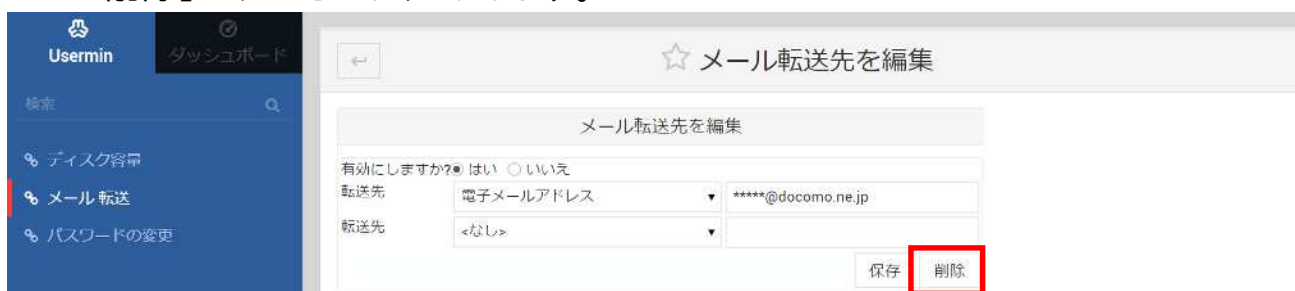 Usermin
ダッシュボード
検索
ディスク容量
メール転送
パスワードの変更
メール転送先を編集
メール転送先を編集
有効にしますか? はい いいえ
転送先 電子メールアドレス *****@docomo.ne.jp
転送先 <なし>
保存 削除